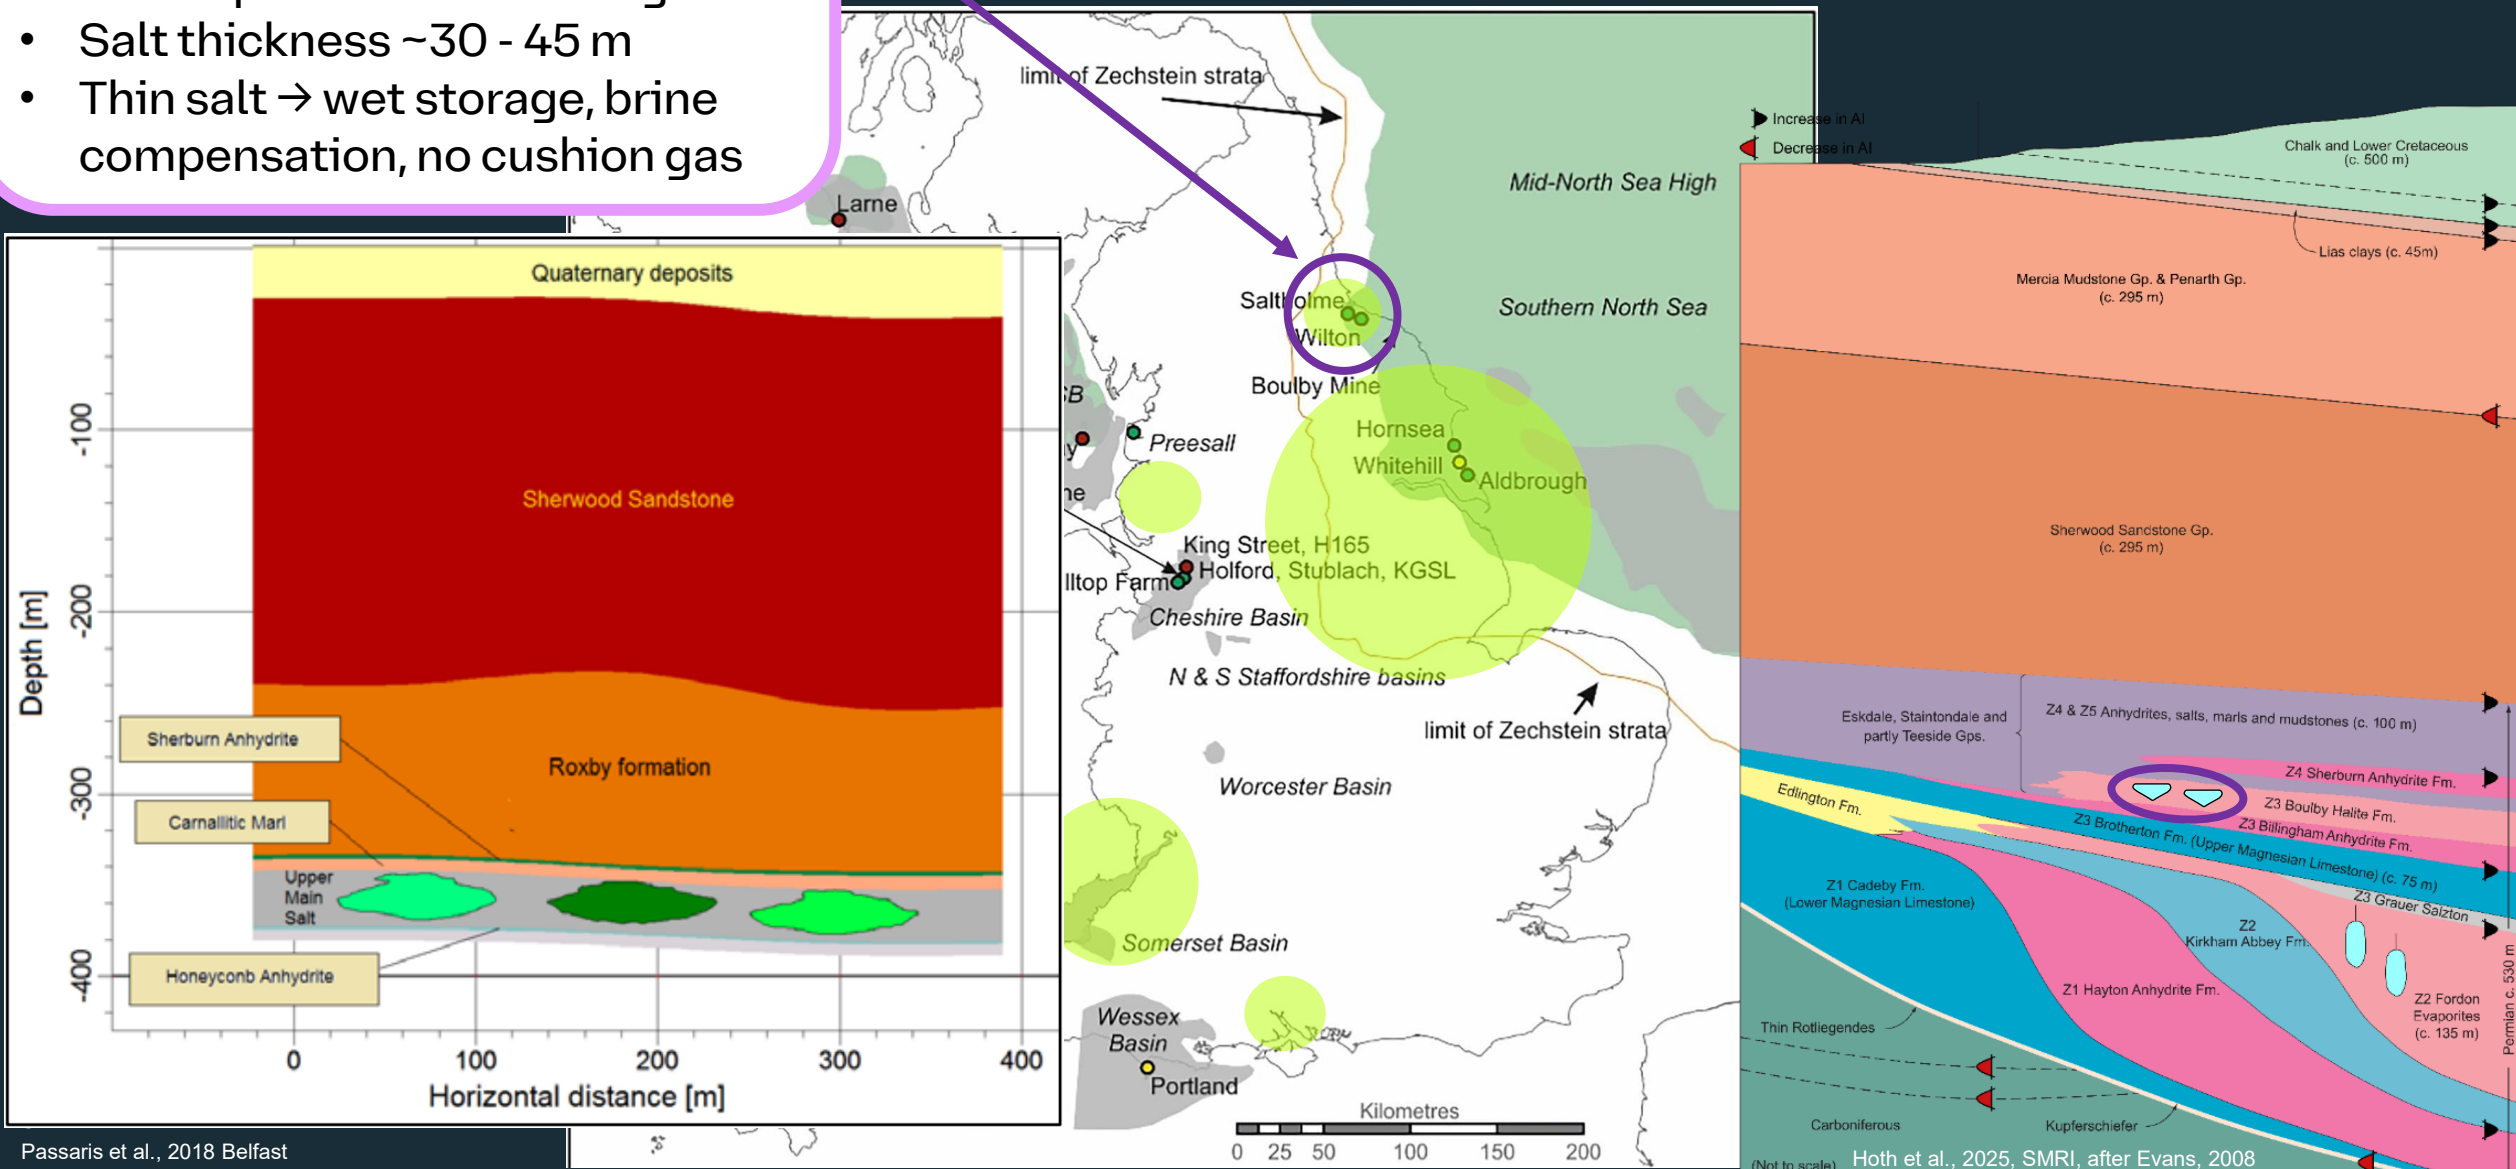 • Salt thickness ~30 - 45 m
• Thin salt → wet storage, brine
compensation, no cushion gas
Quaternary deposits
Sherwood Sandstone
Roxby formation
Sherburn Anhydrite
Carnallitic Marl
Upper
Main
Salt
Honeyconb Anhydrite
Depth [m]
-100
-200
-300
-400
0
100
200
300
400
Horizontal distance [m]
Passaris et al., 2018 Belfast
limit of Zechstein strata
Larne
Mid-North Sea High
Southern North Sea
Saltholme
Wilton
Boulby Mine
Hornsea
Whitehill
Aldbrough
Preesall
King Street, H165
Holford, Stublach, KGSL
lltop Farm
Cheshire Basin
N & S Staffordshire basins
limit of Zechstein strata
Worcester Basin
Somerset Basin
Wessex
Basin
Portland
Kilometres
0 25 50 100 150 200
Increase in AI
Decrease in AI
Chalk and Lower Cretaceous
(c. 500 m)
Lias clays (c. 45m)
Mercia Mudstone Gp. & Penarth Gp.
(c. 295 m)
Sherwood Sandstone Gp.
(c. 295 m)
Eskdale, Staintondale and
partly Teeside Gps.
Z4 & Z5 Anhydrites, salts, marls and mudstones (c. 100 m)
Z4 Sherburn Anhydrite Fm.
Z3 Boulby Halite Fm.
Z3 Billingham Anhydrite Fm.
Z3 Brotherton Fm. (Upper Magnesian Limestone) (c. 75 m)
Z3 Grauer Salzton
Edlington Fm.
Z1 Cadeby Fm.
(Lower Magnesian Limestone)
Z2
Kirkham Abbey Fm.
Z1 Hayton Anhydrite Fm.
Z2 Fordon
Evaporites
(c. 135 m)
Permian c. 530 m
Thin Rotliegendes
Carboniferous
Kupferschiefer
(Not to scale)
Hoth et al., 2025, SMRI, after Evans, 2008